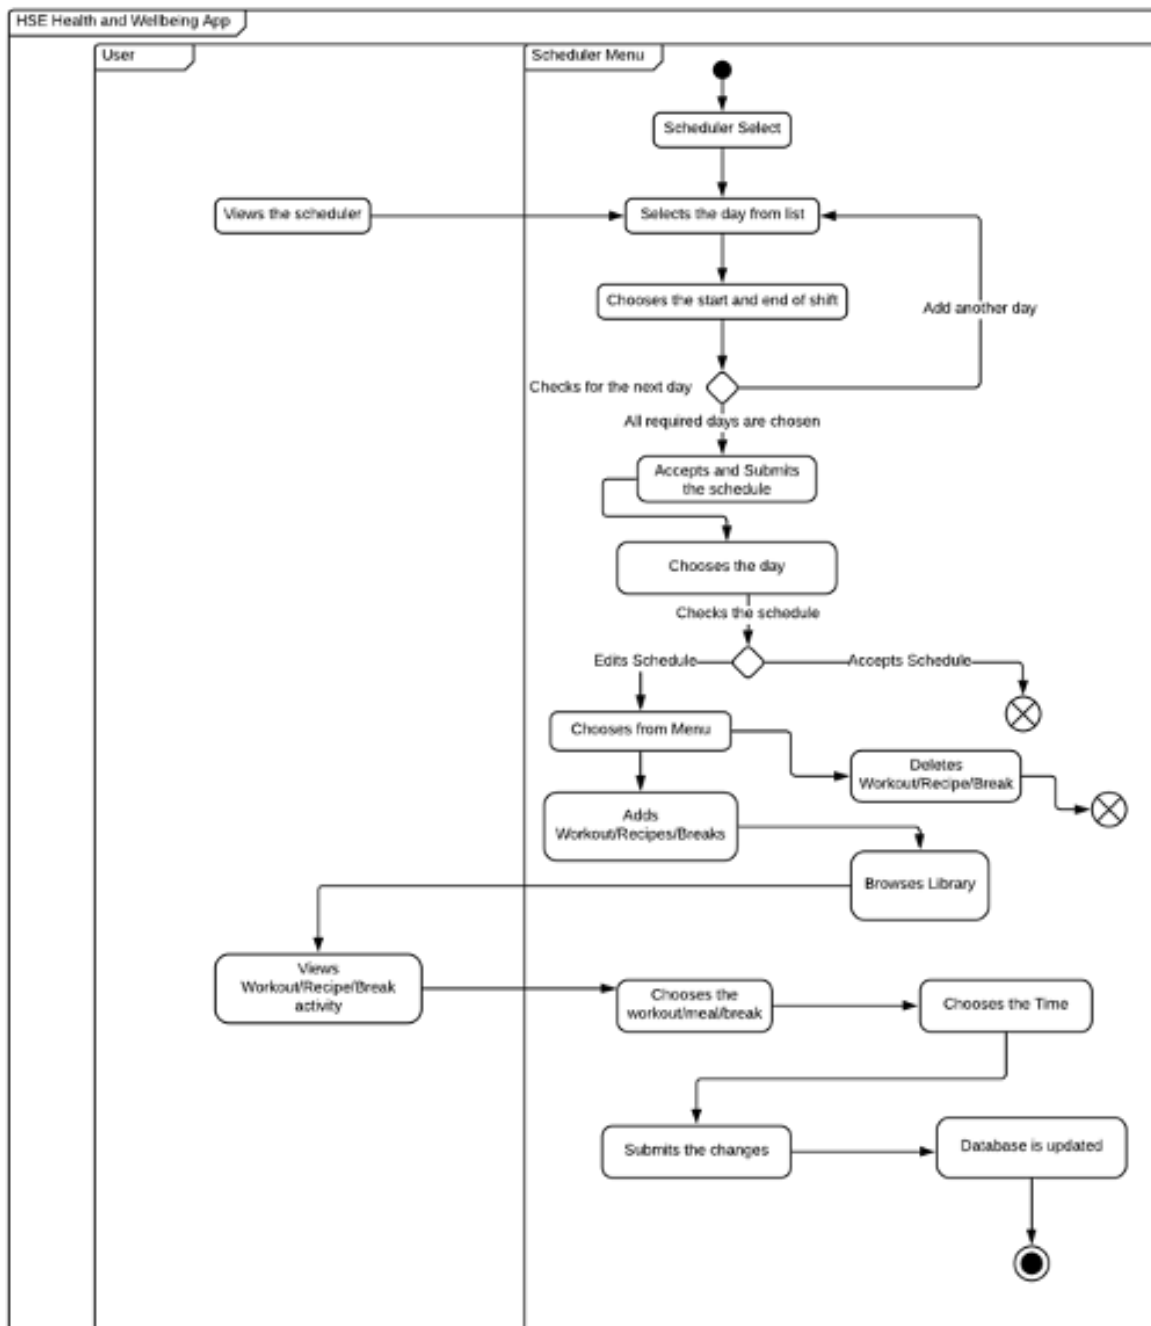 HSE Health and Wellbeing App
User
Scheduler Menu
Scheduler Select
Views the scheduler
Selects the day from list
Chooses the start and end of shift
Add another day
Checks for the next day
All required days are chosen
Accepts and Submits
the schedule
Chooses the day
Checks the schedule
Edits Schedule
Accepts Schedule
Chooses from Menu
Deletes
Workout/Recipe/Break
Adds
Workout/Recipes/Breaks
Browses Library
Views
Workout/Recipe/Break
activity
Chooses the
workout/meal/break
Chooses the Time
Submits the changes
Database is updated